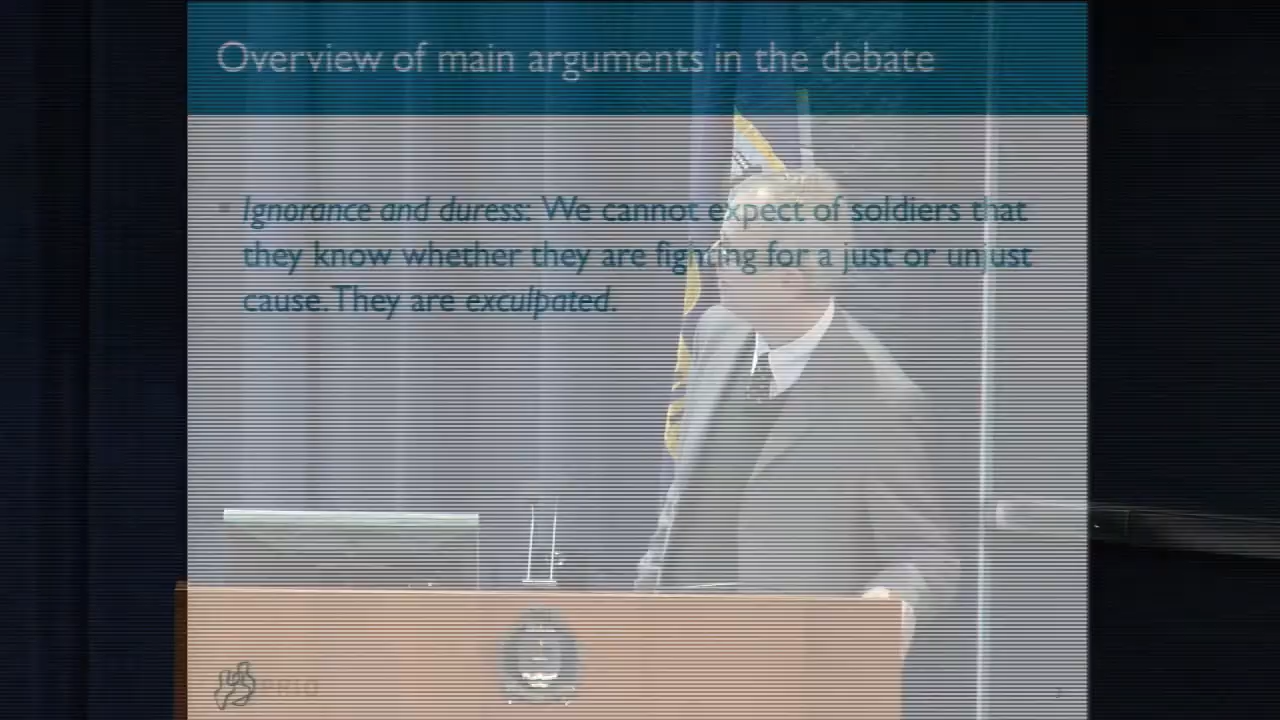 Overview of main arguments in the debate
Ignorance and duress: We cannot expect of soldiers that
they know whether they are fighting for a just or unjust
cause. They are exculpated.
PRIO